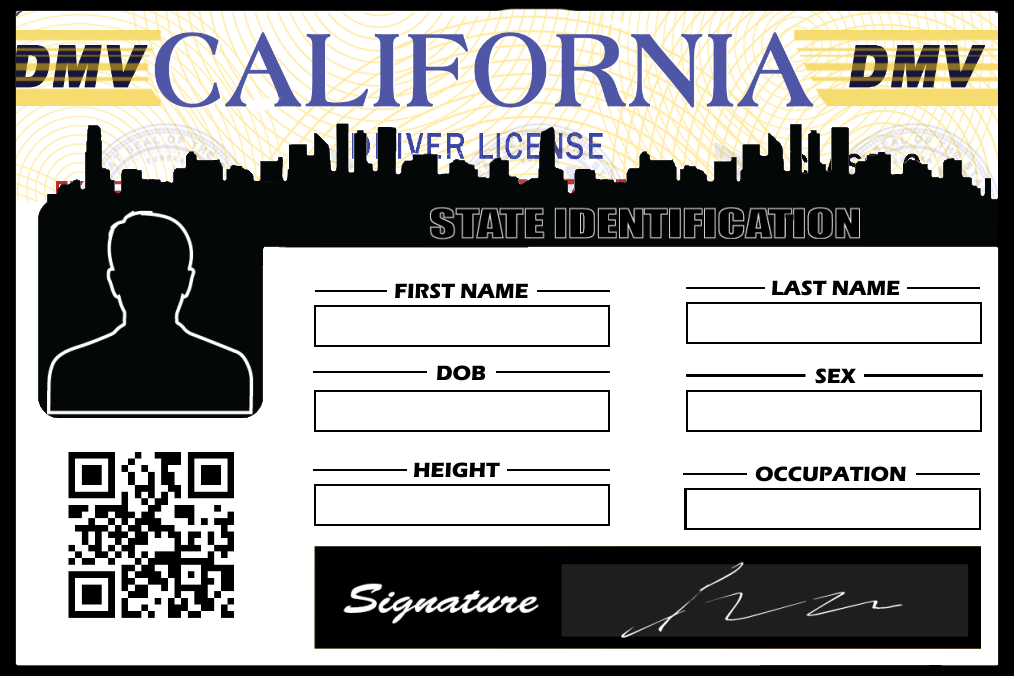 DMV CALIFORNIA DMV
DRIVER LICENSE
STATE IDENTIFICATION
FIRST NAME
LAST NAME
DOB
SEX
HEIGHT
OCCUPATION
Signature